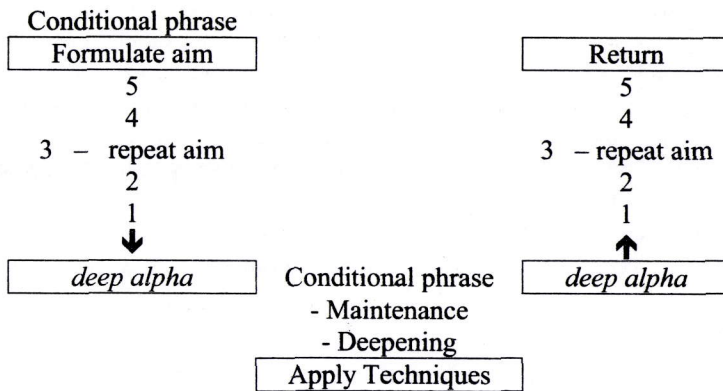 Conditional phrase
Formulate aim
5
4
3 – repeat aim
2
1
deep alpha
Conditional phrase
- Maintenance
- Deepening
Apply Techniques
Return
5
4
3 – repeat aim
2
1
deep alpha